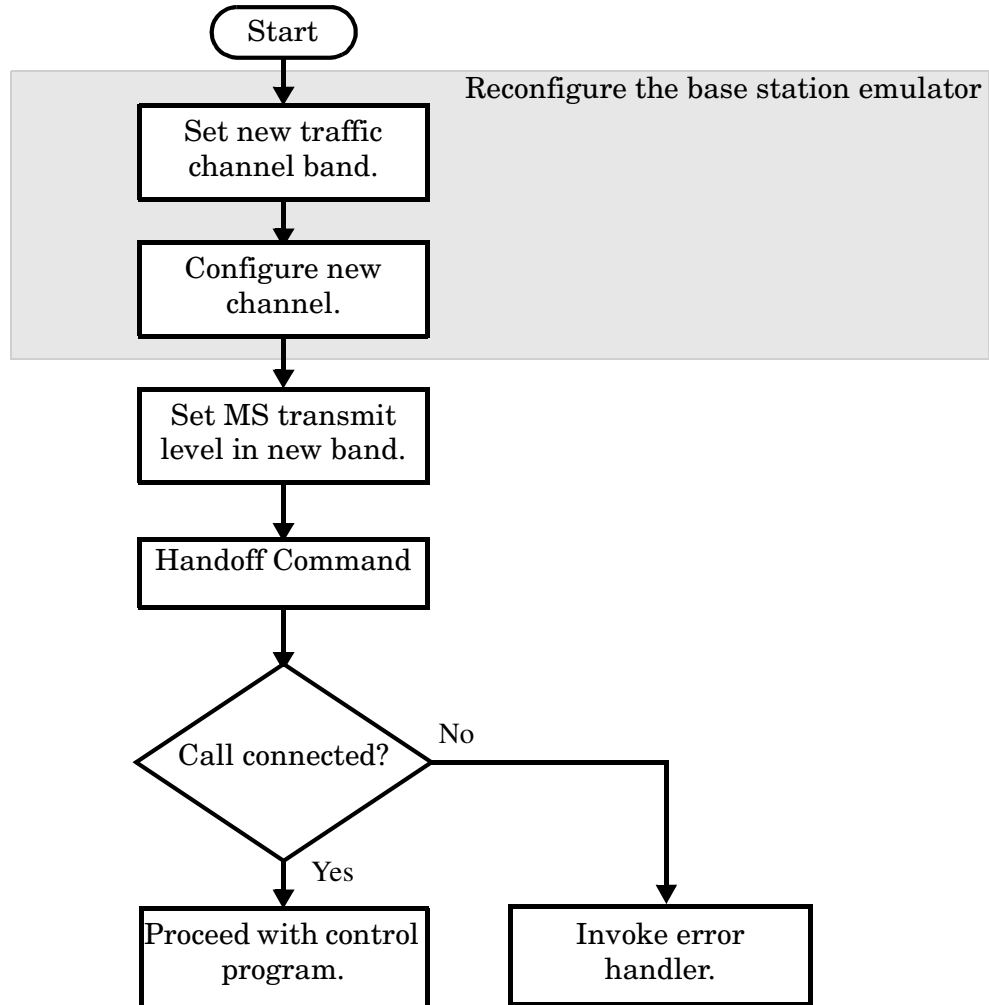 Start
Reconfigure the base station emulator
Set new traffic
channel band.
Configure new
channel.
Set MS transmit
level in new band.
Handoff Command
Call connected?
No
Yes
Proceed with control
program.
Invoke error
handler.